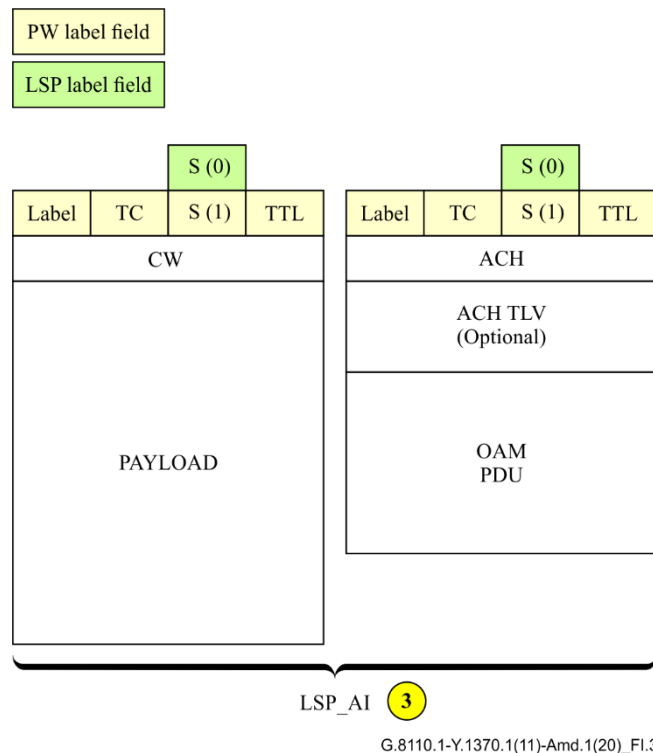 PW label field
LSP label field
S (0)
S (0)
Label TC S (1) TTL
Label TC S (1) TTL
CW
ACH
ACH TLV
(Optional)
PAYLOAD
OAM
PDU
LSP_AI 3
G.8110.1-Y.1370.1(11)-Amd.1(20)_FI.3